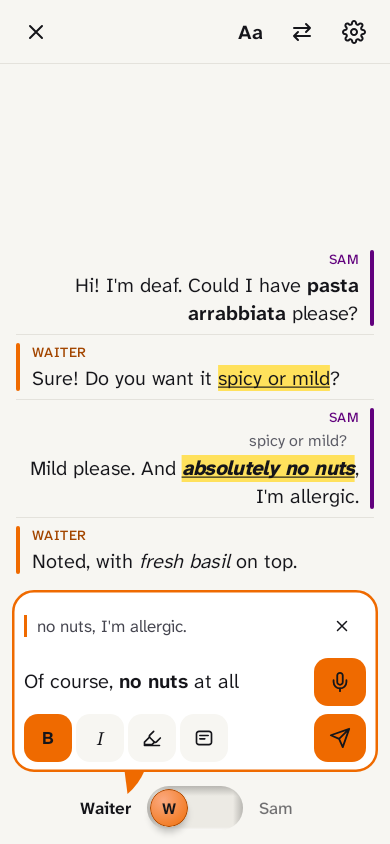 Aa
SAM
Hi! I'm deaf. Could I have pasta
arrabbiata please?
WAITER
Sure! Do you want it spicy or mild?
SAM
spicy or mild?
Mild please. And absolutely no nuts,
I'm allergic.
WAITER
Noted, with fresh basil on top.
no nuts, I'm allergic.
Of course, no nuts at all
B I
Waiter W Sam